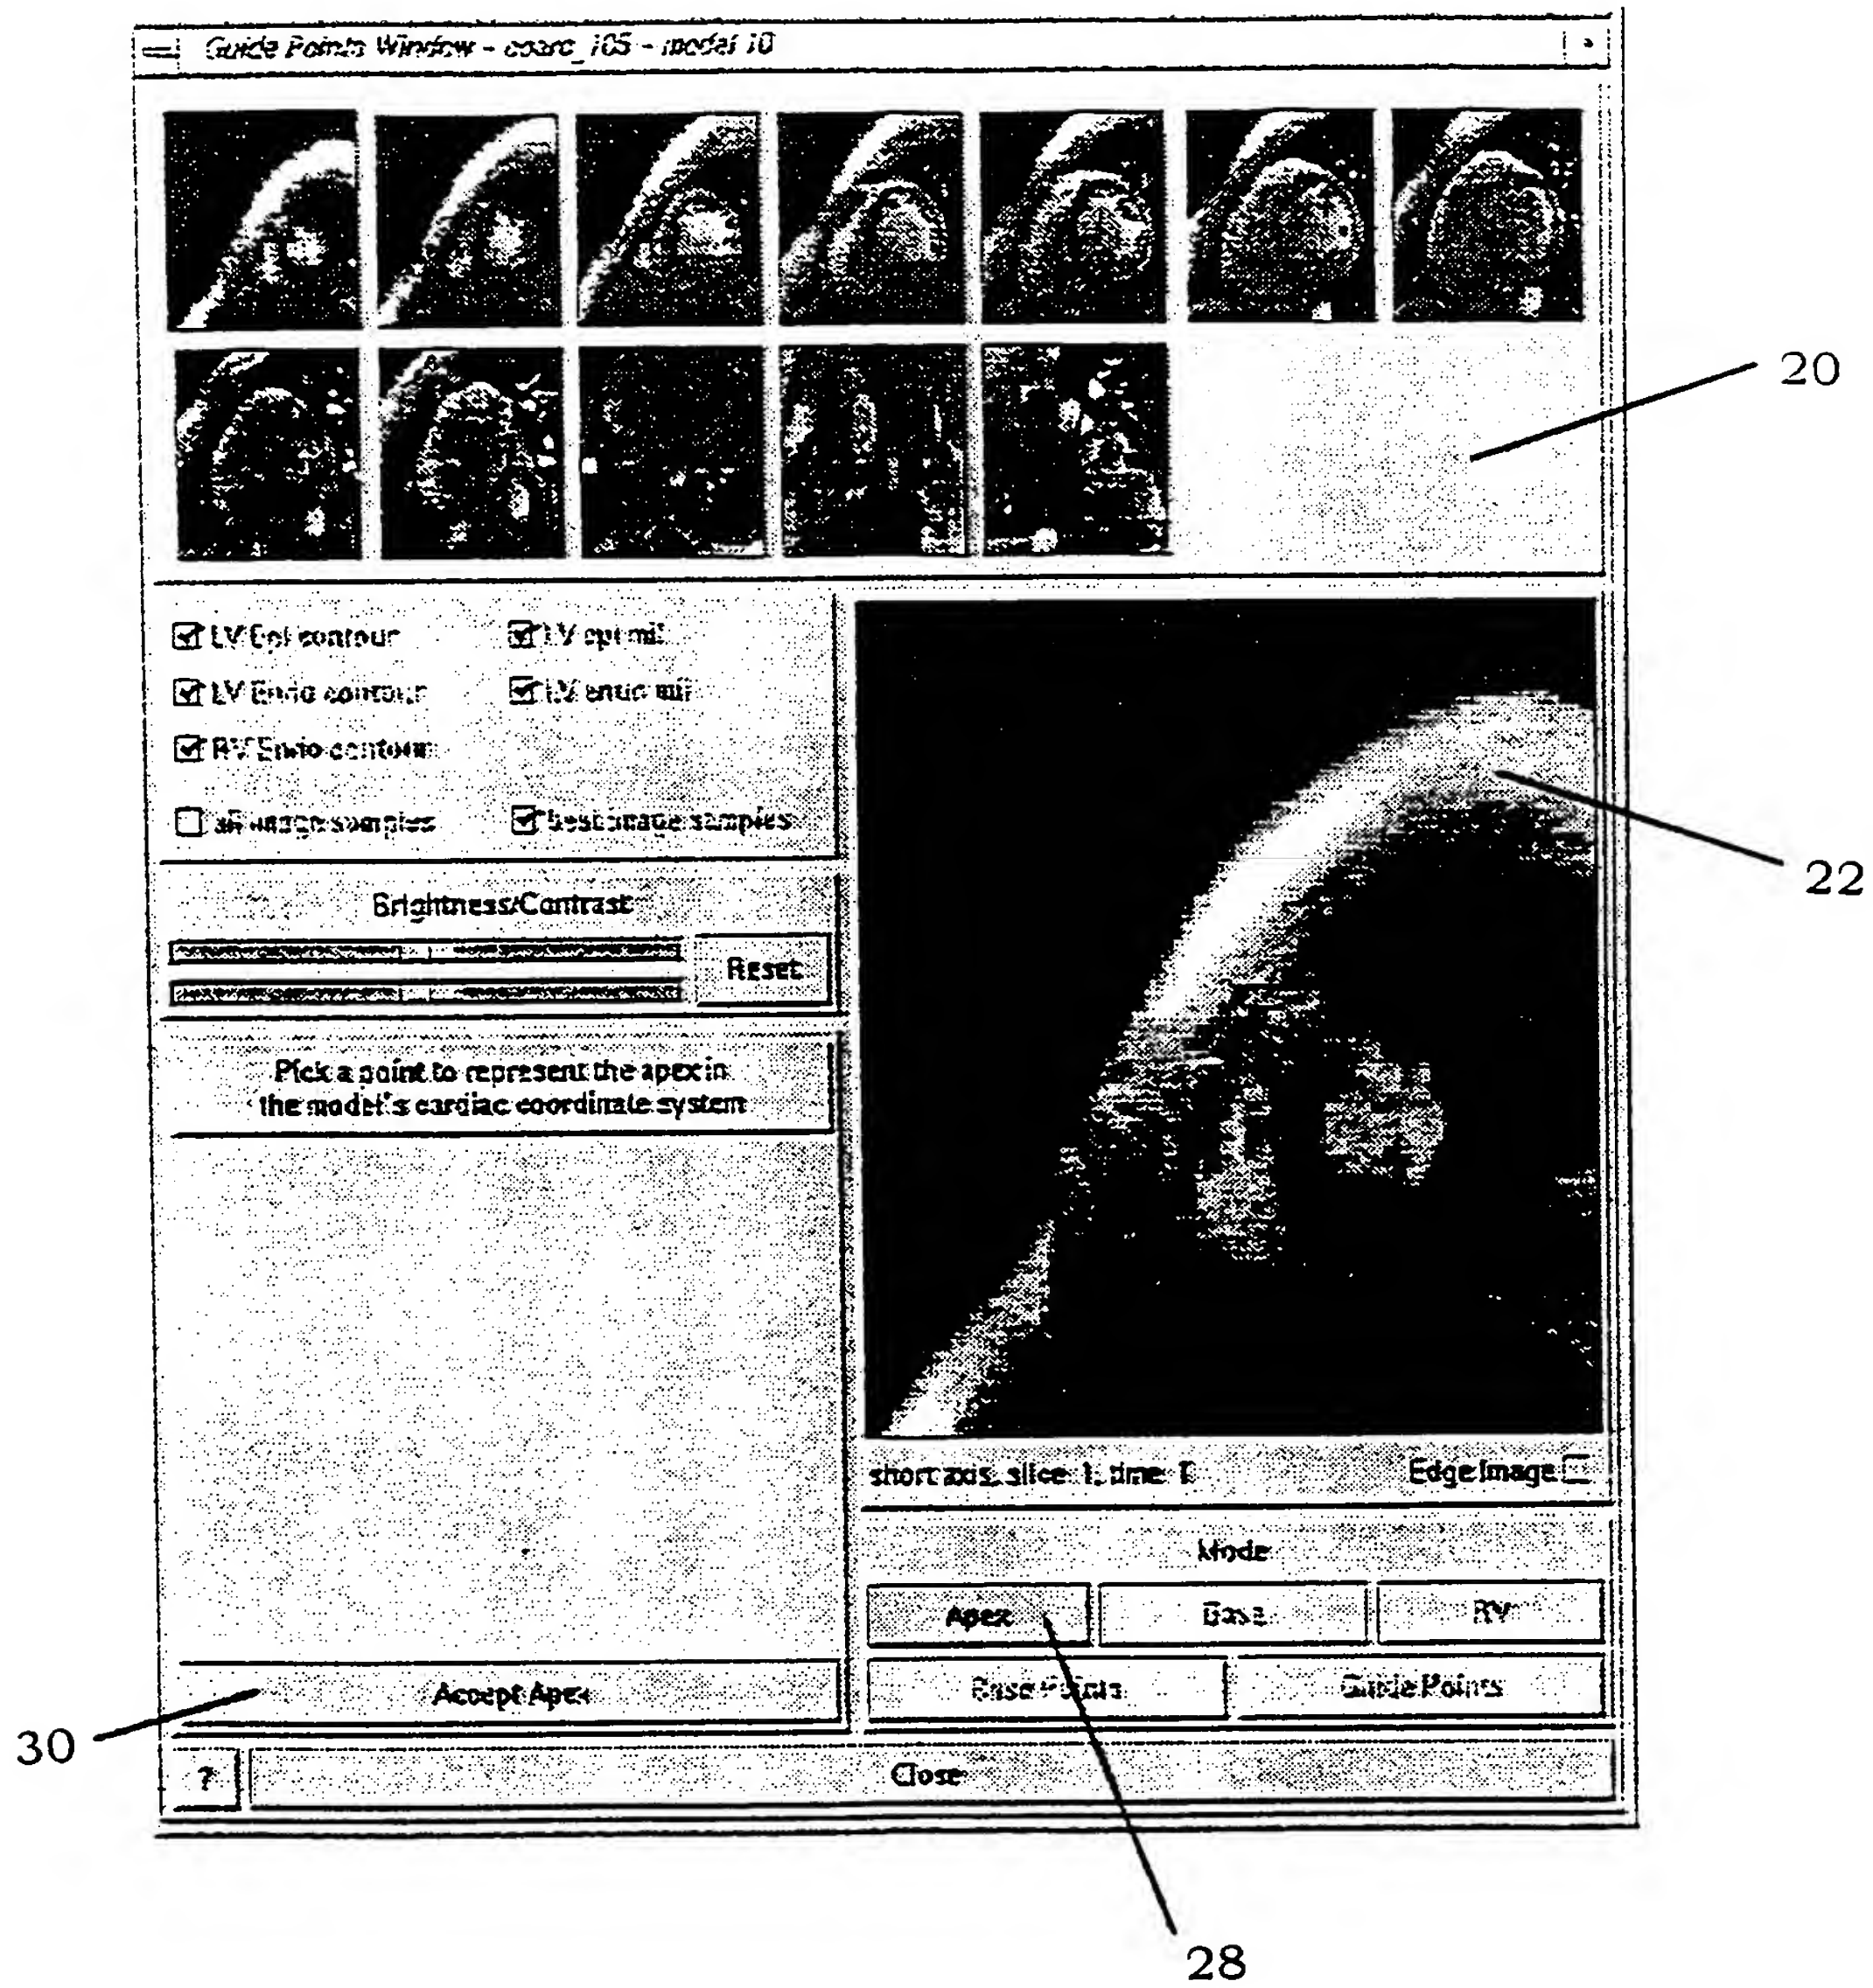 Guide Points Window - - model 10
20
LV Epi contour
LV epi
LV Endo contour
LV endo
RV Endo contour
all image samples
best image samples
22
Brightness/Contrast
Reset
Pick a point to represent the apex in
the model's cardiac coordinate system
short axis, slice: 1, time: 1
Edge Image
Mode
Apex
Base
RV
Base Points
Guide Points
Accept Apex
30
?
Close
28